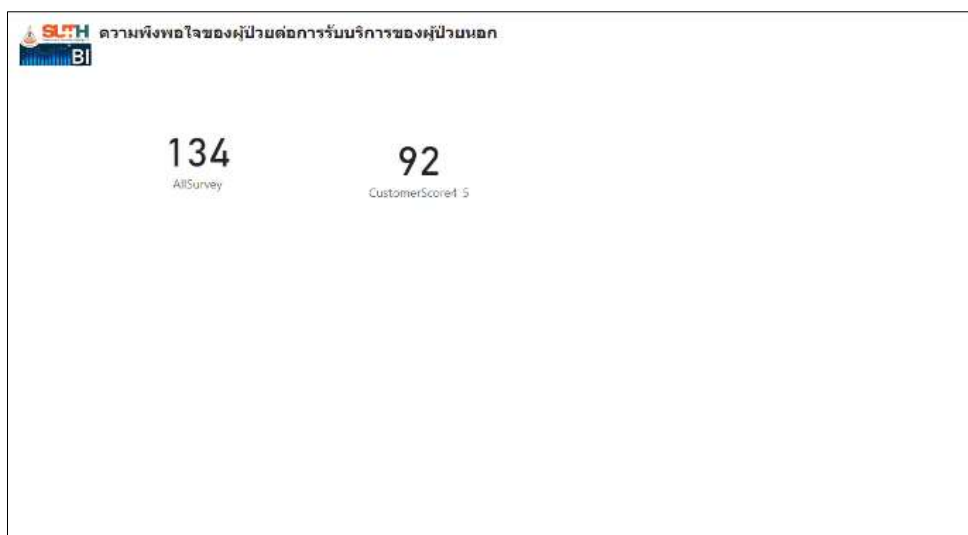 SUTH ความพึงพอใจของผู้ป่วยต่อการรับบริการของผู้ป่วยนอก
BI
134
AllSurvey
92
CustomerScore4-5